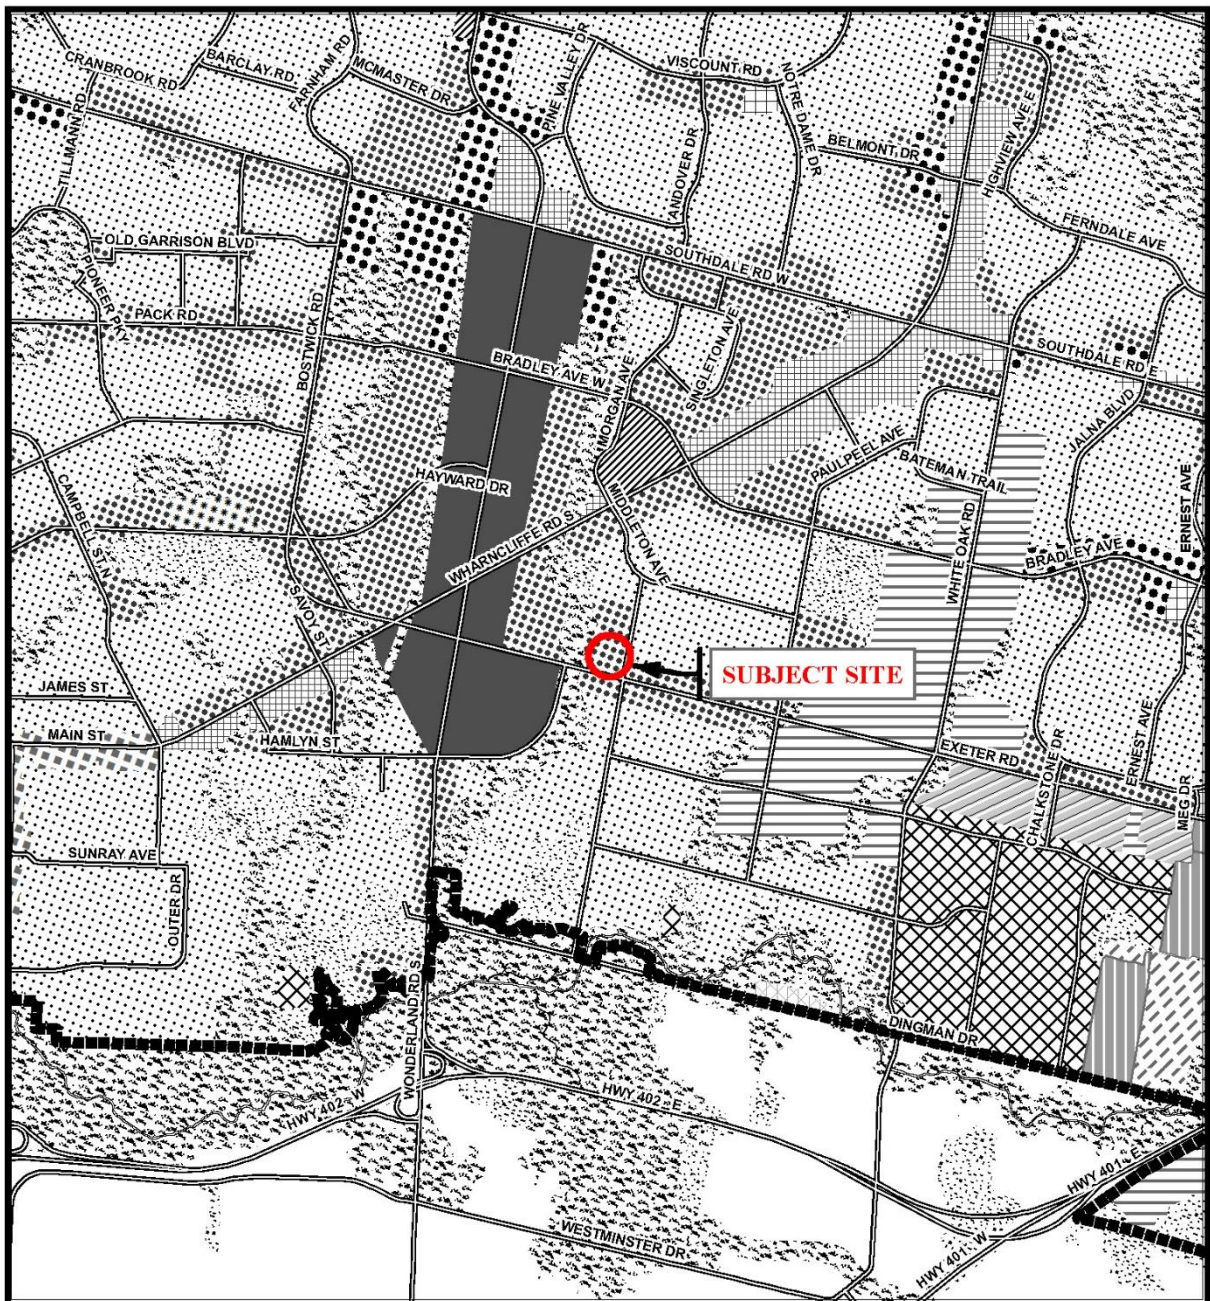 PINE VALLEY DR
FARNHAM RD
BARCLAY RD
CRANBROOK RD
MCMASTER DR
VISCOUNT RD
NOTRE DAME DR
TILLMANN RD
ANDOVER DR
BELMONT DR
HIGHVIEW AVE E
FERNDALE AVE
OLD GARRISON BLVD
PIONEER PKY
SOUTHDALE RD W
PACK RD
BOSTWICK RD
SINGLETON AVE
SOUTHDALE RD E
BRADLEY AVE W
MORGAN AVE
JALNA BLVD
PAULPEEL AVE
BATEMAN TRAIL
HAYWARD DR
CAMPBELL ST N
MIDDLETON AVE
WHARNCLIFFE RD S
WHITE OAK RD
BRADLEY AVE
ERNEST AVE
SAVOY ST
SUBJECT SITE
JAMES ST
MAIN ST
HAMLYN ST
EXETER RD
ERNEST AVE
CHALKSTONE DR
MEG DR
SUNRAY AVE
OUTER DR
WONDERLAND RD S
DINGMAN DR
HWY 402 - W
HWY 402 - E
HWY 401 - E
HWY 401 - W
WESTMINSTER DR